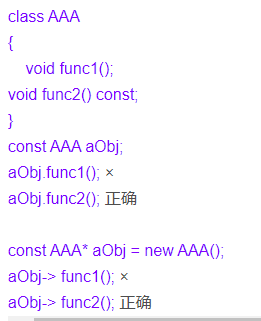 class AAA
{
void func1();
void func2() const;
}
const AAA aObj;
aObj.func1(); ×
aObj.func2(); 正确
const AAA* aObj = new AAA();
aObj-> func1(); ×
aObj-> func2(); 正确